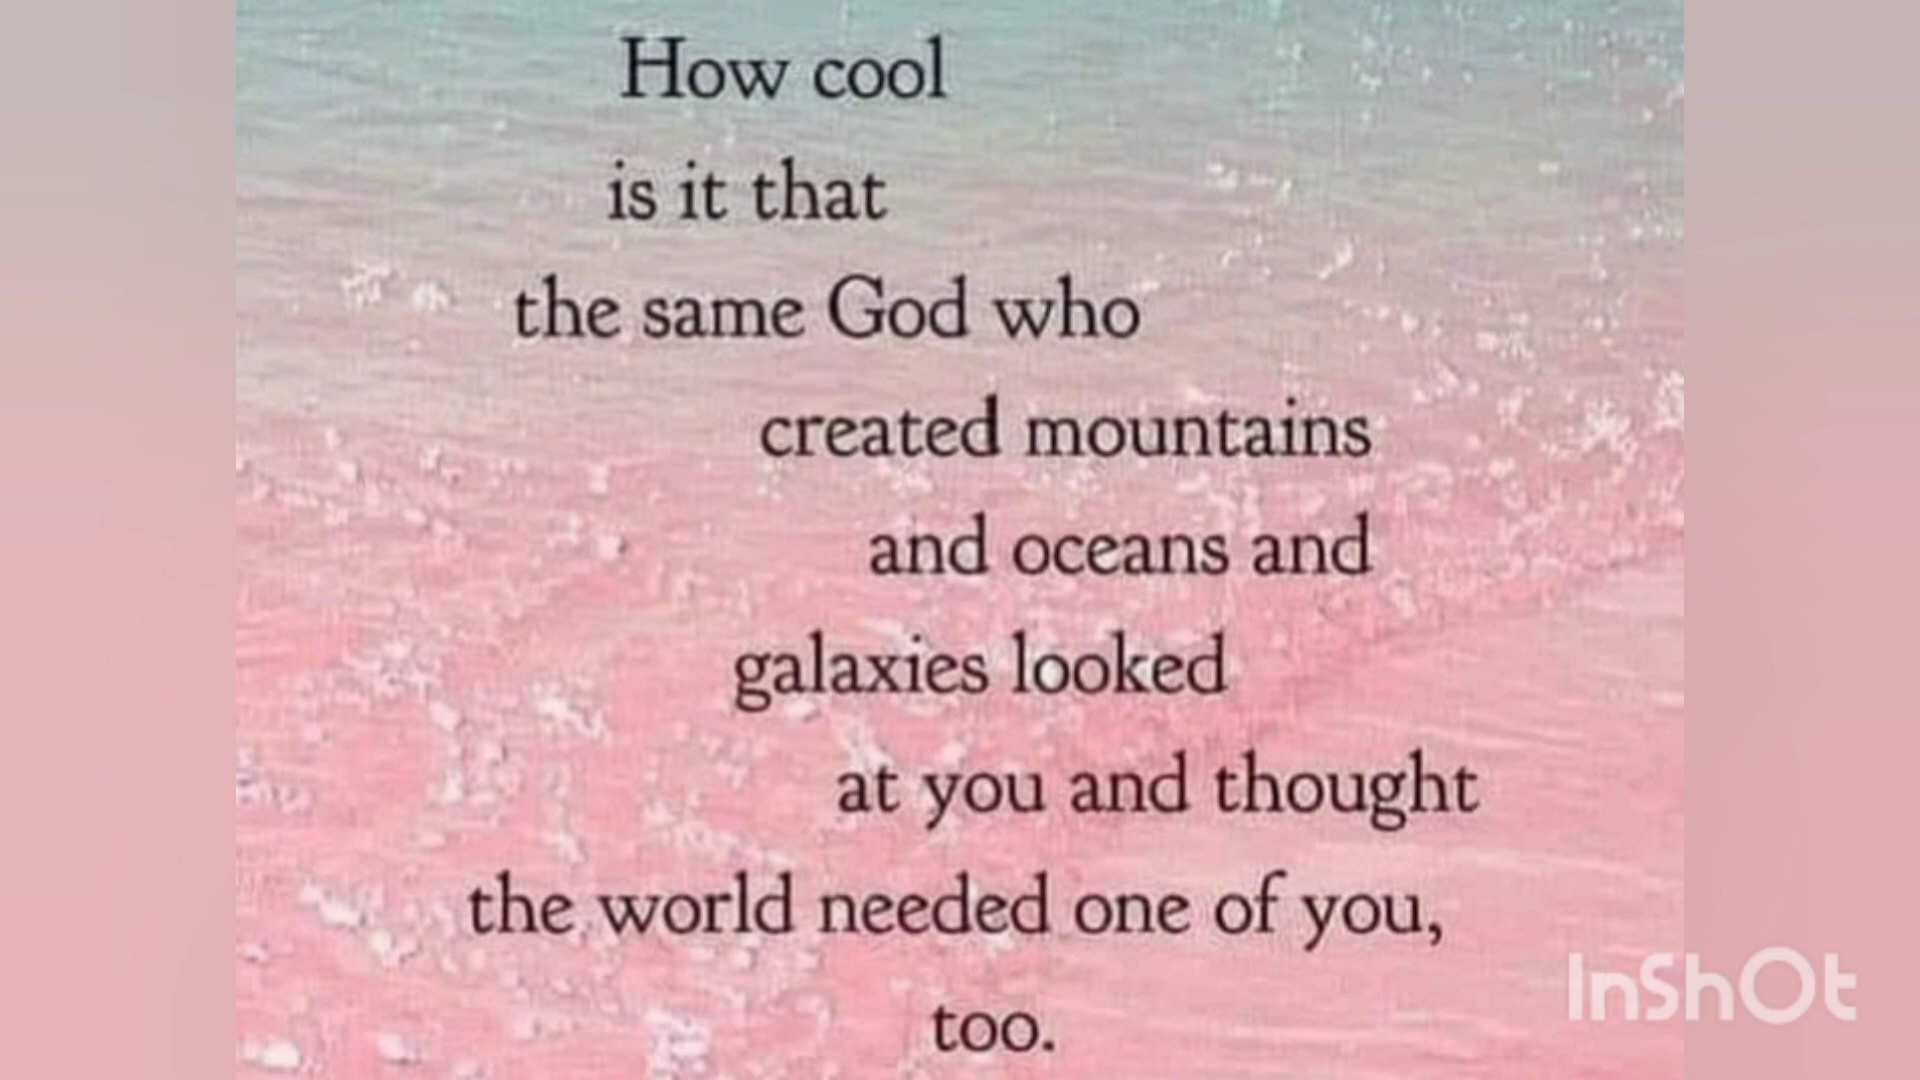 How cool
is it that
the same God who
created mountains
and oceans and
galaxies looked
at you and thought
the world needed one of you,
too.
InShOt